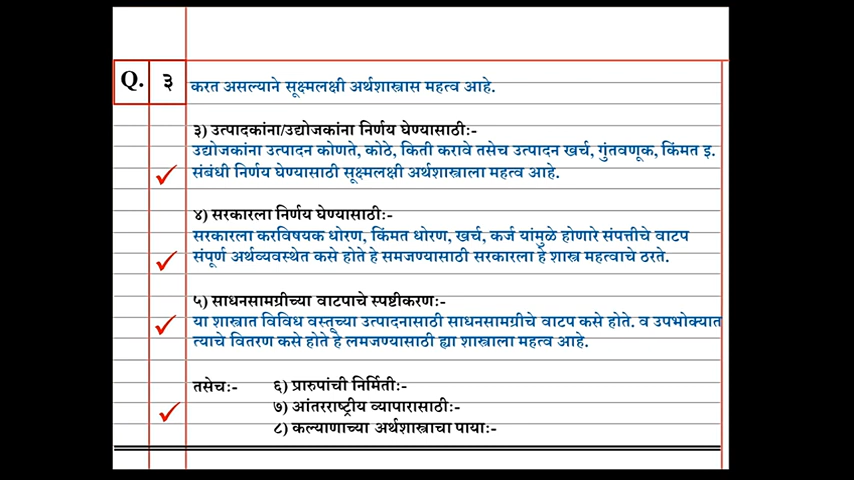 Q. ३ करत असल्याने सूक्ष्मलक्षी अर्थशास्त्रास महत्व आहे.
३) उत्पादकांना/उद्योजकांना निर्णय घेण्यासाठी:-
उद्योजकांना उत्पादन कोणते, कोठे, किती करावे तसेच उत्पादन खर्च, गुंतवणूक, किंमत इ.
संबंधी निर्णय घेण्यासाठी सूक्ष्मलक्षी अर्थशास्त्राला महत्व आहे.
४) सरकारला निर्णय घेण्यासाठी:-
सरकारला करविषयक धोरण, किंमत धोरण, खर्च, कर्ज यांमुळे होणारे संपत्तीचे वाटप
संपूर्ण अर्थव्यवस्थेत कसे होते हे समजण्यासाठी सरकारला हे शास्त्र महत्वाचे ठरते.
५) साधनसामग्रीच्या वाटपाचे स्पष्टीकरण:-
या शास्त्रात विविध वस्तूच्या उत्पादनासाठी साधनसामग्रीचे वाटप कसे होते. व उपभोक्यात
त्याचे वितरण कसे होते हे लमजण्यासाठी ह्या शास्त्राला महत्व आहे.
तसेच:- ६) प्रारुपांची निर्मिती:-
७) आंतरराष्ट्रीय व्यापारासाठी:-
८) कल्याणाच्या अर्थशास्त्राचा पाया:-